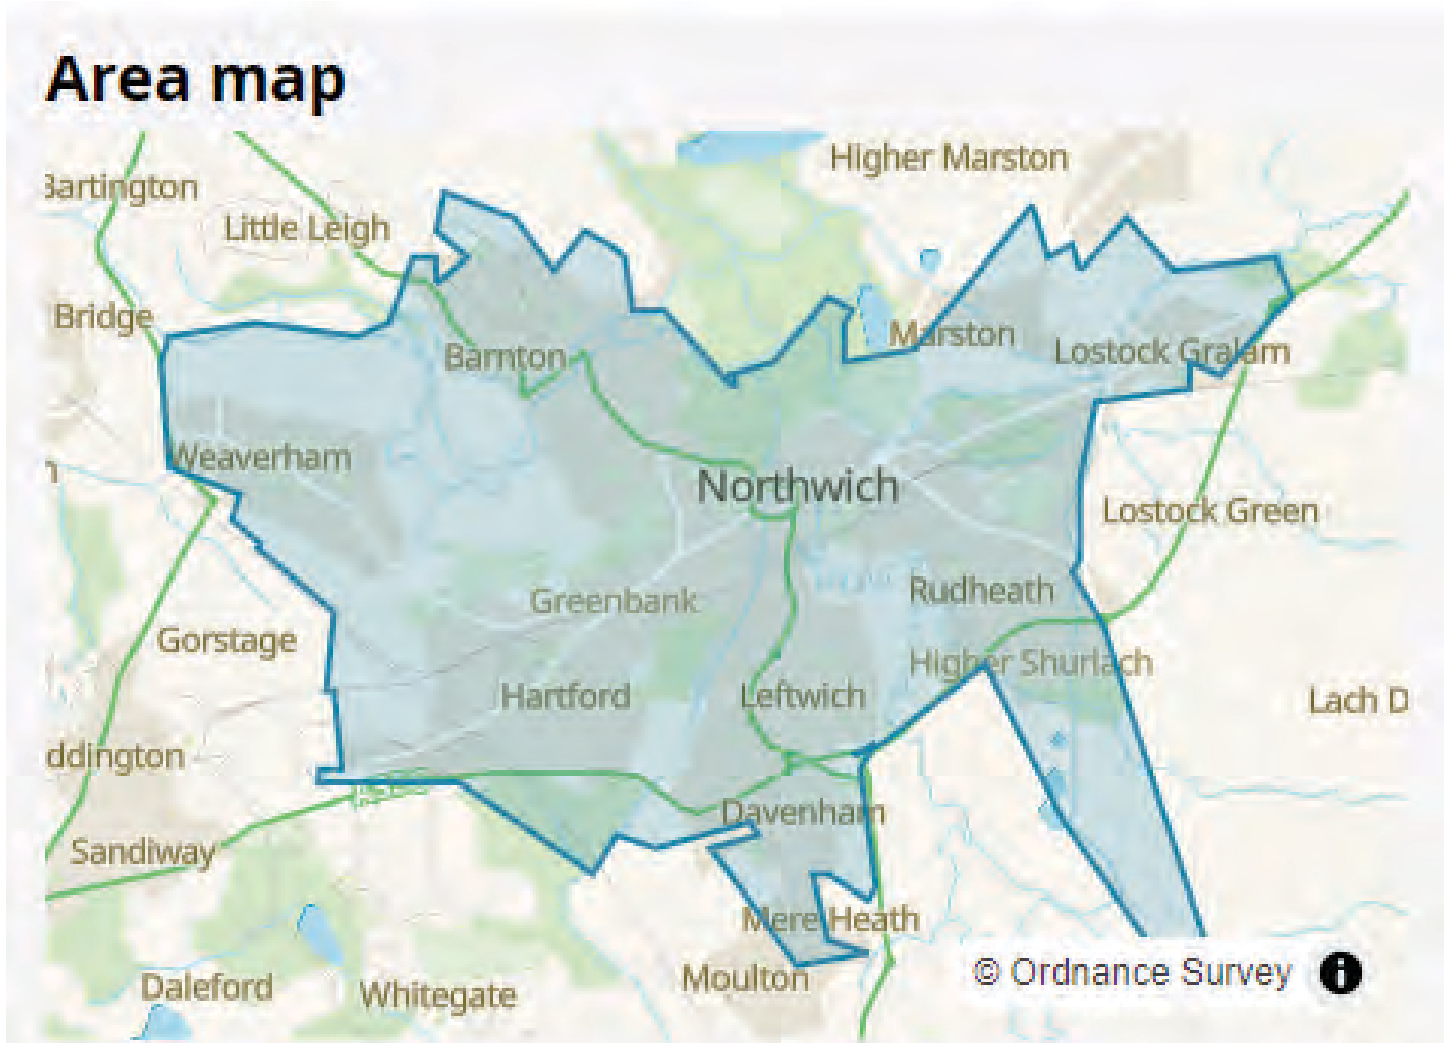 Area map
Higher Marston
Bartington
Little Leigh
Bridge
Marston
Lostock Gralam
Barnton
Weaverham
Northwich
Lostock Green
Rudheath
Greenbank
Gorstage
Higher Shurlach
Hartford
Leftwich
Lach D
ddington
Davenham
Sandiway
Mere Heath
Moulton
© Ordnance Survey
Daleford
Whitegate